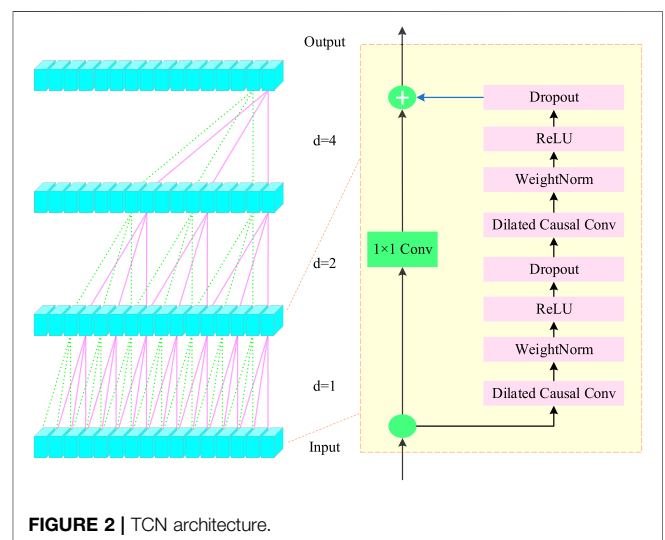 Output
d=4
d=2
d=1
Input
+
1×1 Conv
Dropout
ReLU
WeightNorm
Dilated Causal Conv
Dropout
ReLU
WeightNorm
Dilated Causal Conv
FIGURE 2 | TCN architecture.